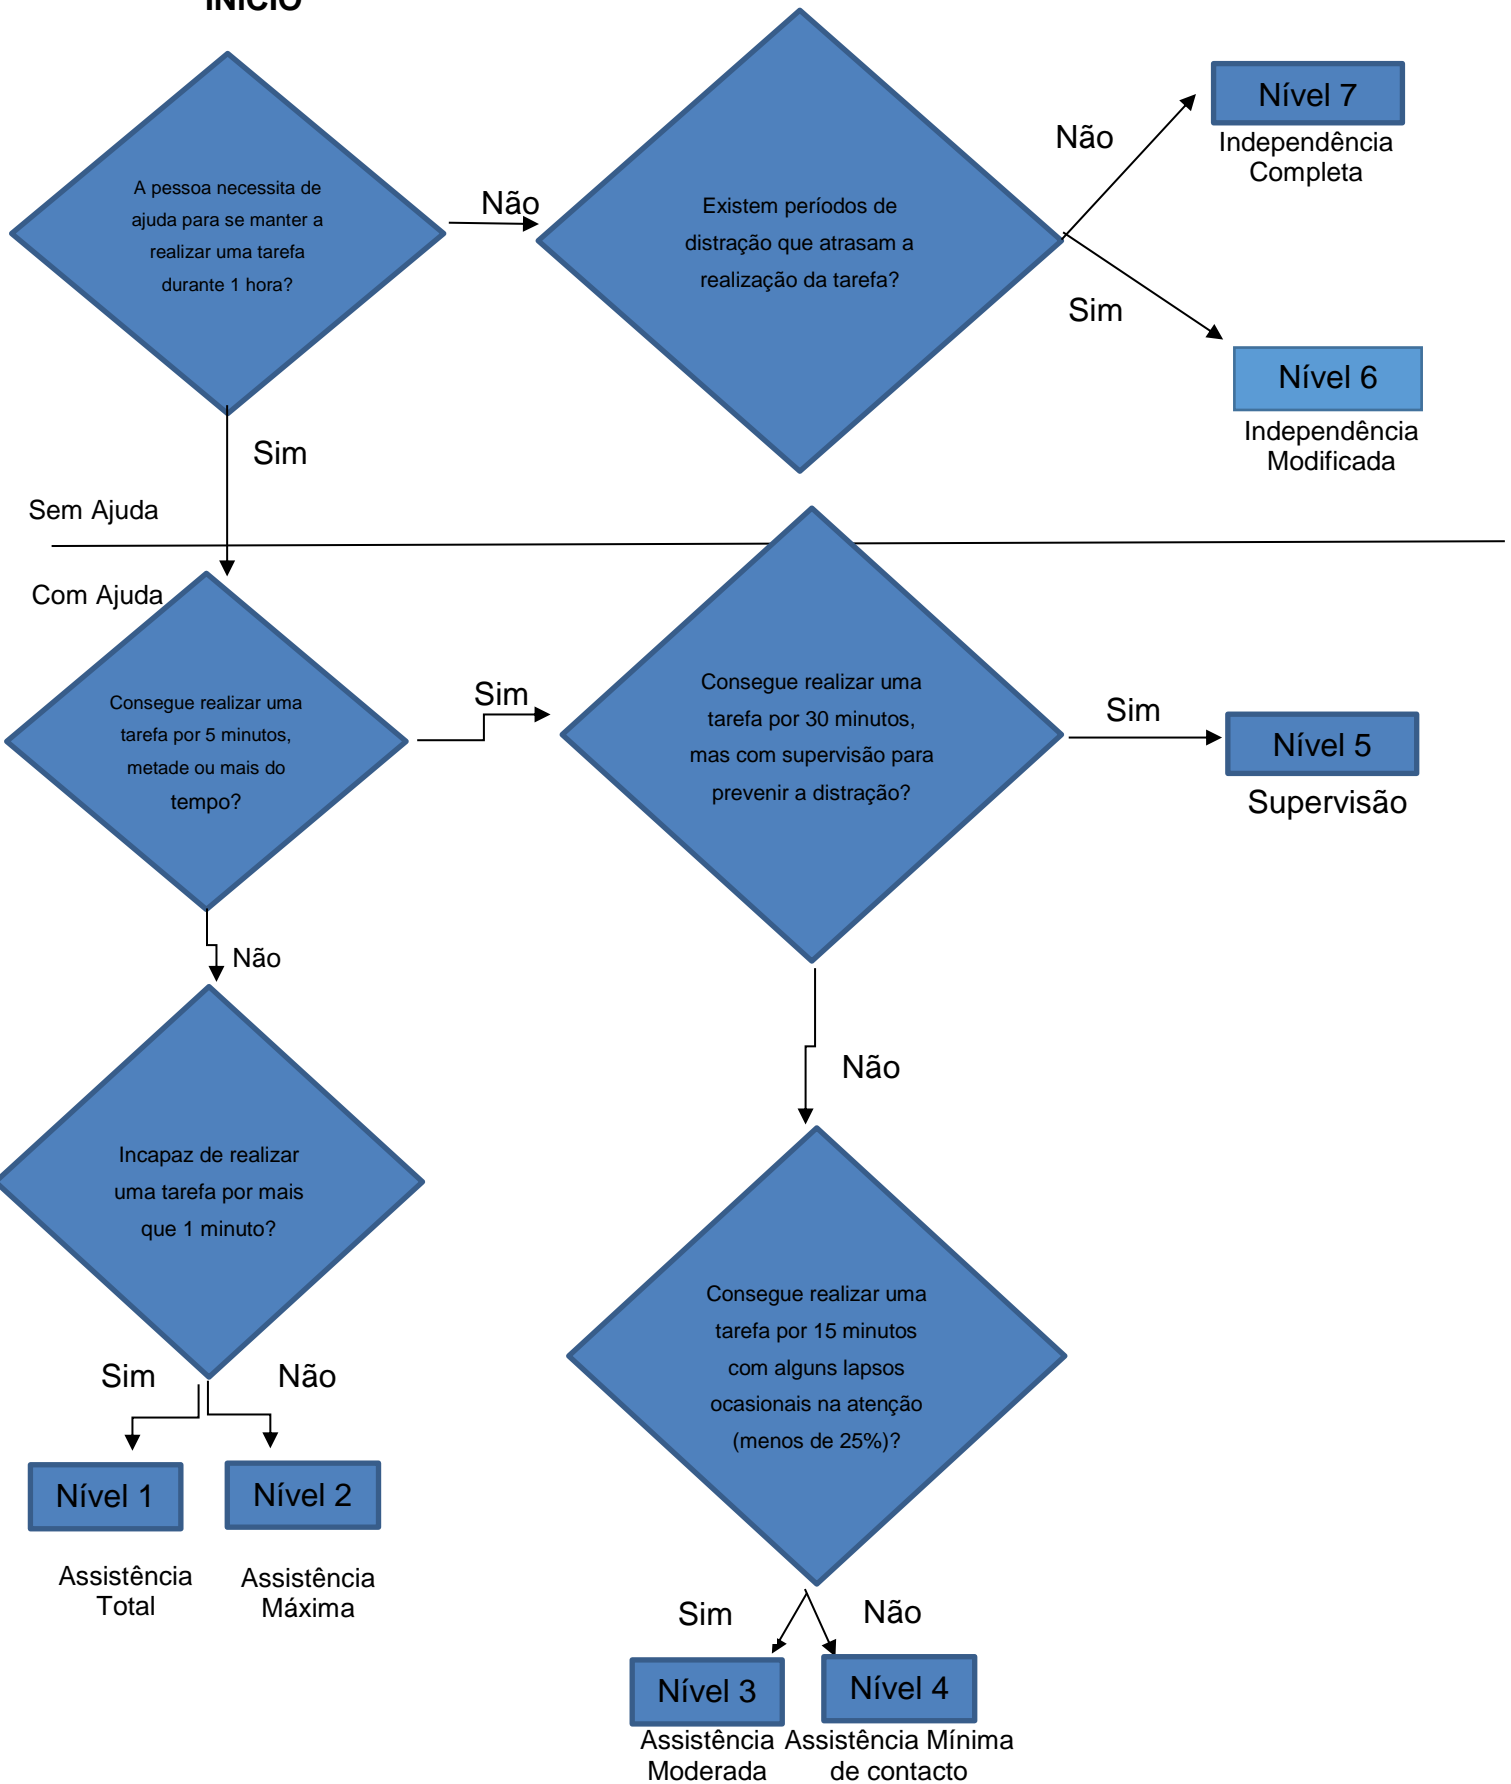 INÍCIO
A pessoa necessita de
ajuda para se manter a
realizar uma tarefa
durante 1 hora?
Não
Existem períodos de
distração que atrasam a
realização da tarefa?
Não
Nível 7
Independência
Completa
Sim
Nível 6
Independência
Modificada
Sim
Sem Ajuda
Com Ajuda
Consegue realizar uma
tarefa por 5 minutos,
metade ou mais do
tempo?
Sim
Consegue realizar uma
tarefa por 30 minutos,
mas com supervisão para
prevenir a distração?
Sim
Nível 5
Supervisão
Não
Não
Incapaz de realizar
uma tarefa por mais
que 1 minuto?
Sim
Não
Nível 1
Nível 2
Assistência
Total
Assistência
Máxima
Consegue realizar uma
tarefa por 15 minutos
com alguns lapsos
ocasionais na atenção
(menos de 25%)?
Sim
Não
Nível 3
Nível 4
Assistência
Moderada
Assistência Mínima
de contacto